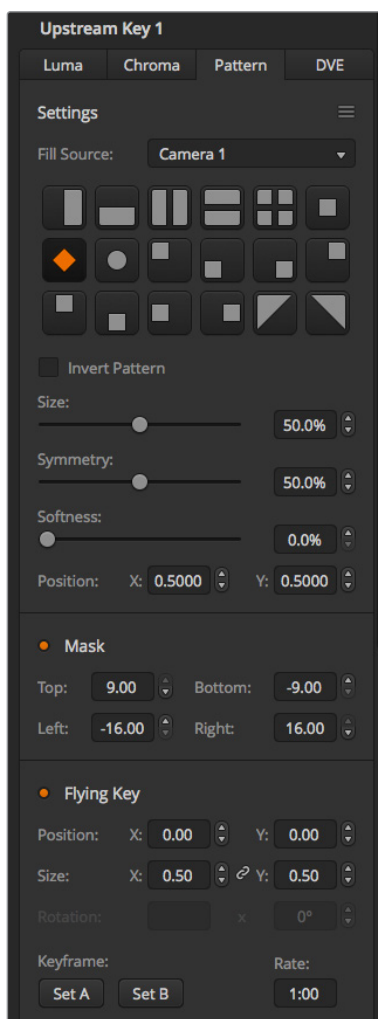 Upstream Key 1
Luma Chroma Pattern DVE
Settings
Fill Source: Camera 1
Invert Pattern
Size:
50.0%
Symmetry:
50.0%
Softness:
0.0%
Position: X: 0.5000 Y: 0.5000
Mask
Top: 9.00 Bottom: -9.00
Left: -16.00 Right: 16.00
Flying Key
Position: X: 0.00 Y: 0.00
Size: X: 0.50 Y: 0.50
Rotation: x 0°
Keyframe: Rate:
Set A Set B 1:00